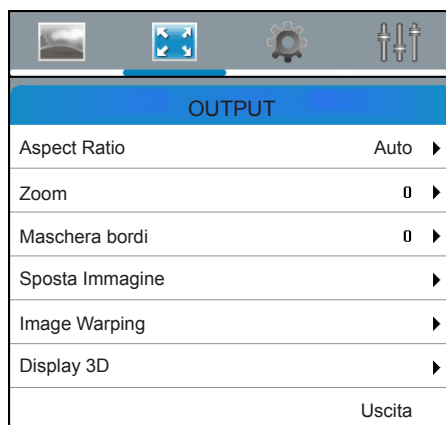 OUTPUT
Aspect Ratio Auto
Zoom 0
Maschera bordi 0
Sposta Immagine
Image Warping
Display 3D
Uscita